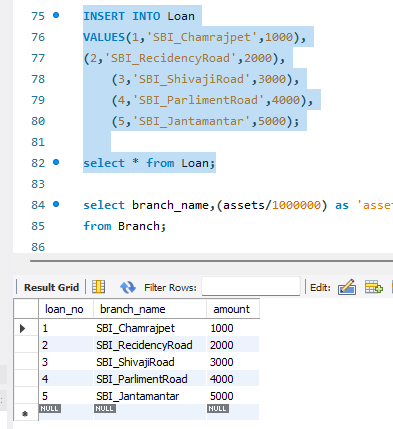 75 INSERT INTO Loan
76 VALUES(1,'SBI_Chamrajpet',1000),
77 (2,'SBI_RecidencyRoad',2000),
78 (3,'SBI_ShivajiRoad',3000),
79 (4,'SBI_ParlimentRoad',4000),
80 (5,'SBI_Jantamantar',5000);
81
82 select * from Loan;
83
84 select branch_name,(assets/1000000) as 'asse
85 from Branch;
86
Result Grid Filter Rows: Edit:
loan_no branch_name amount
1 SBI_Chamrajpet 1000
2 SBI_RecidencyRoad 2000
3 SBI_ShivajiRoad 3000
4 SBI_ParlimentRoad 4000
5 SBI_Jantamantar 5000
NULL NULL NULL